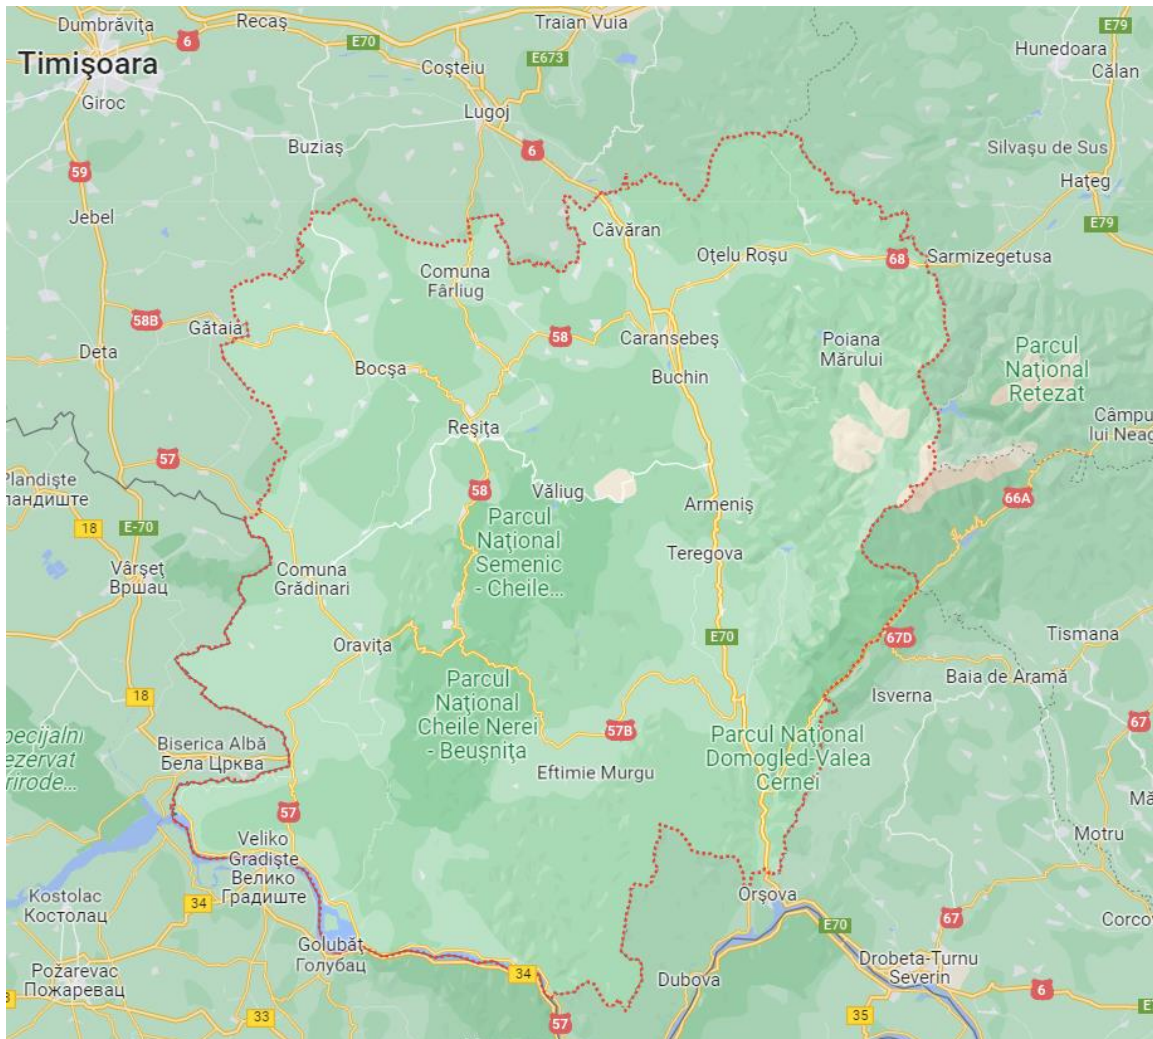 Dumbrăvița
Recaș
Traian Vuia
E79
6
E70
Hunedoara
Timișoara
Coșteiu
E673
Călan
Giroc
Lugoj
6
Buziaș
Silvașu de Sus
59
Hațeg
Jebel
E79
Căvăran
Oțelu Roșu
68
Sarmizegetusa
Comuna
Fârliug
58B
Gătaia
58
Caransebeș
Poiana
Mărului
Parcul
Național
Retezat
Deta
Bocșa
Buchin
Reșița
Câmpu
lui Neag
57
Plandište
58
Văliug
Armeniș
66A
18
E-70
Parcul
Național
Semenic
- Cheile...
Teregova
Vârșeț
Вршац
Comuna
Grădinari
Oravița
E70
67D
Tismana
Baia de Aramă
Isverna
18
Parcul
Național
Cheile Nerei
- Beușnița
57B
Parcul Național
Domogled-Valea
Cernei
67
Biserica Albă
Бела Црква
Eftimie Murgu
57
Motru
Veliko
Gradište
Велико
Градиште
Kostolac
Костолац
34
Orșova
67
E70
Golubăț
Голубац
34
Dubova
Drobeta-Turnu
Severin
6
Požarevac
Пожаревац
33
57
35